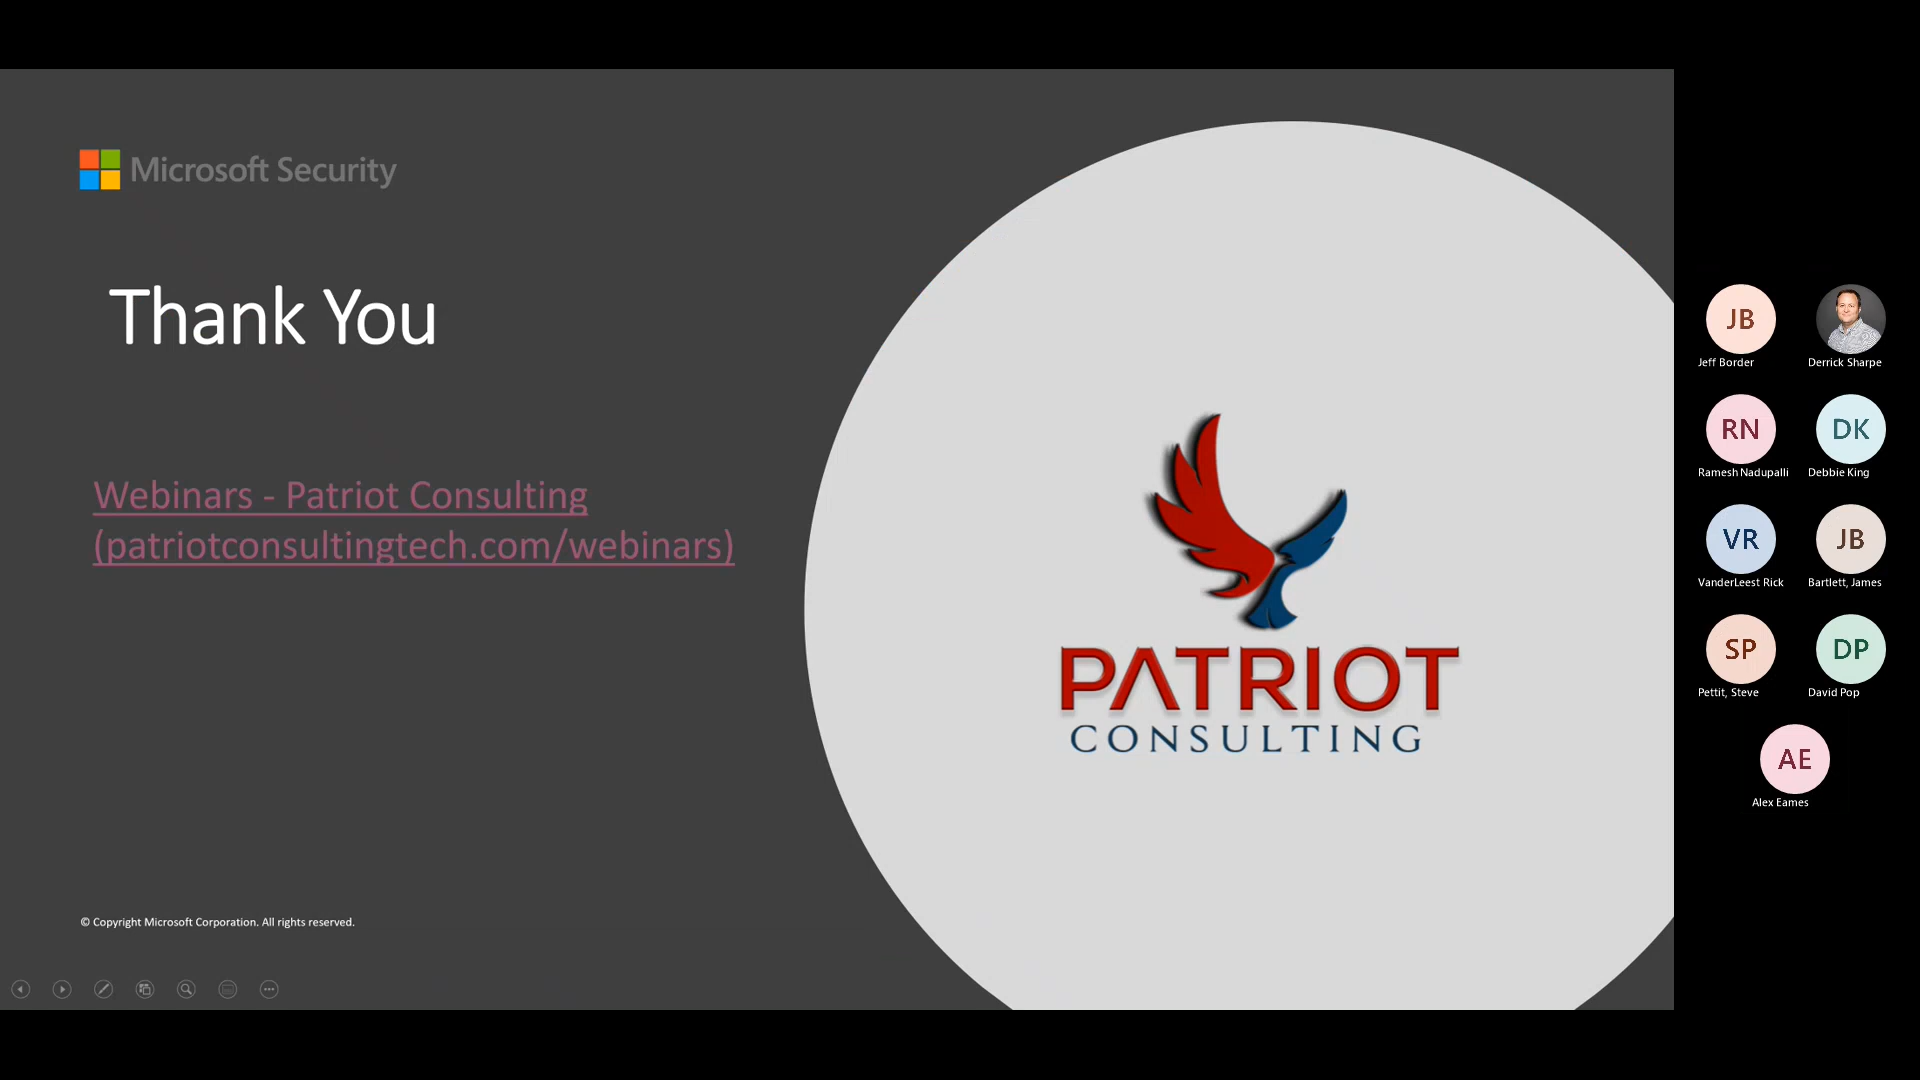 Microsoft Security
Thank You
Webinars - Patriot Consulting
(patriotconsultingtech.com/webinars)
PATRIOT
CONSULTING
© Copyright Microsoft Corporation. All rights reserved.
JB
Jeff Border
Derrick Sharpe
RN
Ramesh Nadupalli
DK
Debbie King
VR
VanderLeest Rick
JB
Bartlett, James
SP
Pettit, Steve
DP
David Pop
AE
Alex Eames